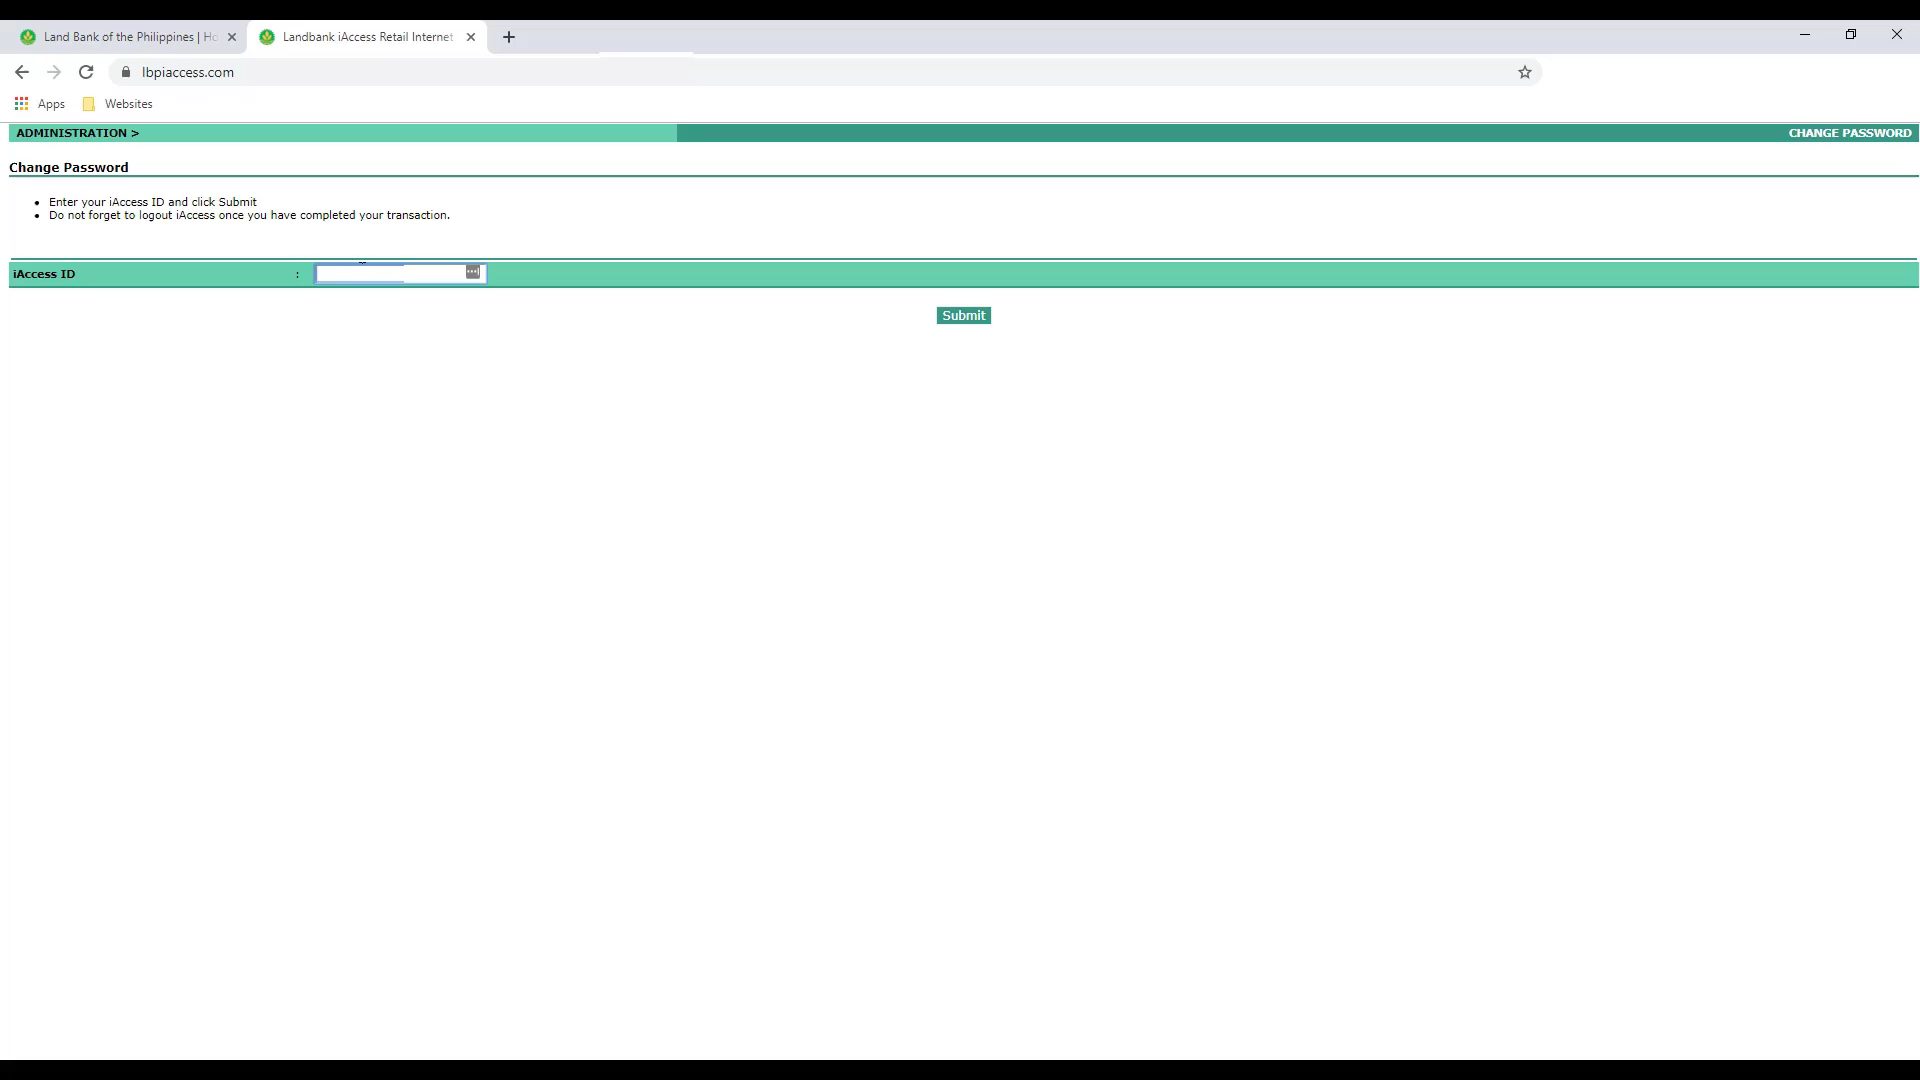 Land Bank of the Philippines | Ho
Landbank iAccess Retail Internet
lbpiaccess.com
Apps
Websites
ADMINISTRATION >
CHANGE PASSWORD
Change Password
• Enter your iAccess ID and click Submit
• Do not forget to logout iAccess once you have completed your transaction.
iAccess ID :
Submit